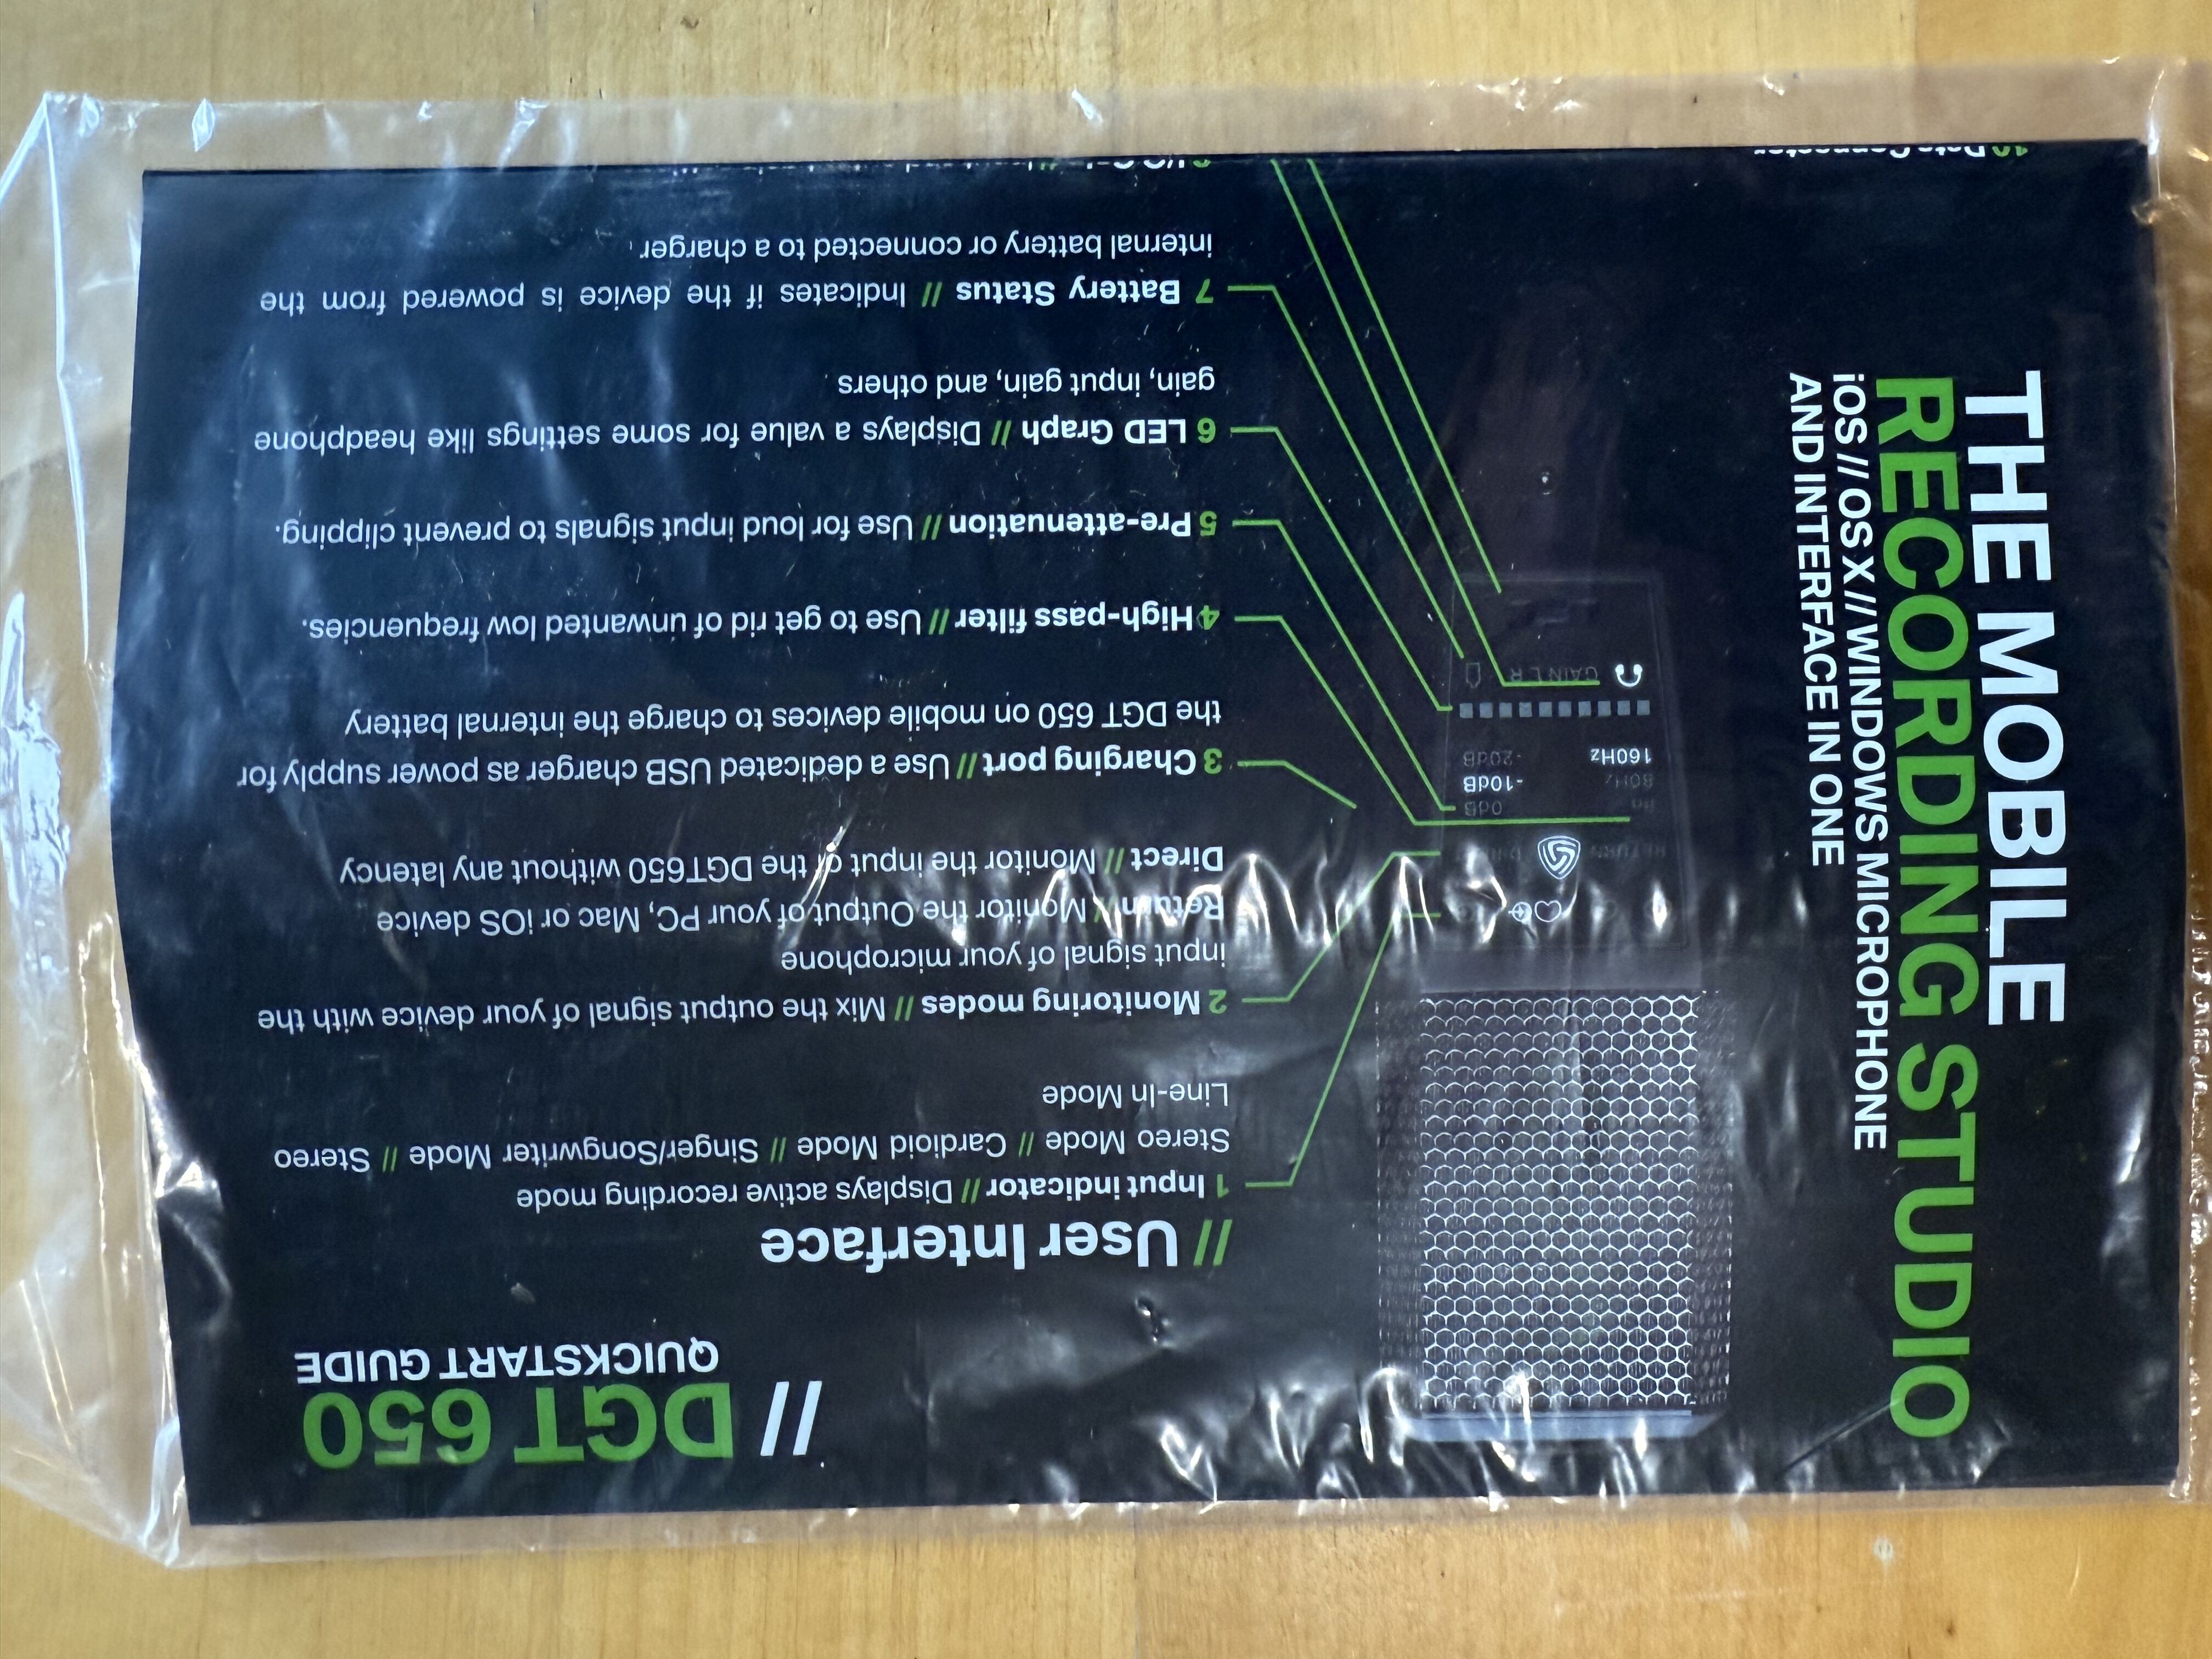 // DGT 650
QUICKSTART GUIDE
// User Interface
1 Input indicator // Displays active recording mode
Stereo Mode // Cardioid Mode // Singer/Songwriter Mode // Stereo
Line-In Mode
2 Monitoring modes // Mix the output signal of your device with the
input signal of your microphone
Return // Monitor the Output of your PC, Mac or iOS device
Direct // Monitor the input of the DGT650 without any latency
3 Charging port // Use a dedicated USB charger as power supply for
the DGT 650 on mobile devices to charge the internal battery
4 High-pass filter // Use to get rid of unwanted low frequencies.
5 Pre-attenuation // Use for loud input signals to prevent clipping.
6 LED Graph // Displays a value for some settings like headphone
gain, input gain, and others
7 Battery Status // Indicates if the device is powered from the
internal battery or connected to a charger
RETURN
0dB
80Hz -10dB
160Hz -20dB
GAIN L R
10 Data Connector
THE MOBILE
RECORDING STUDIO
iOS // OS X // WINDOWS MICROPHONE
AND INTERFACE IN ONE